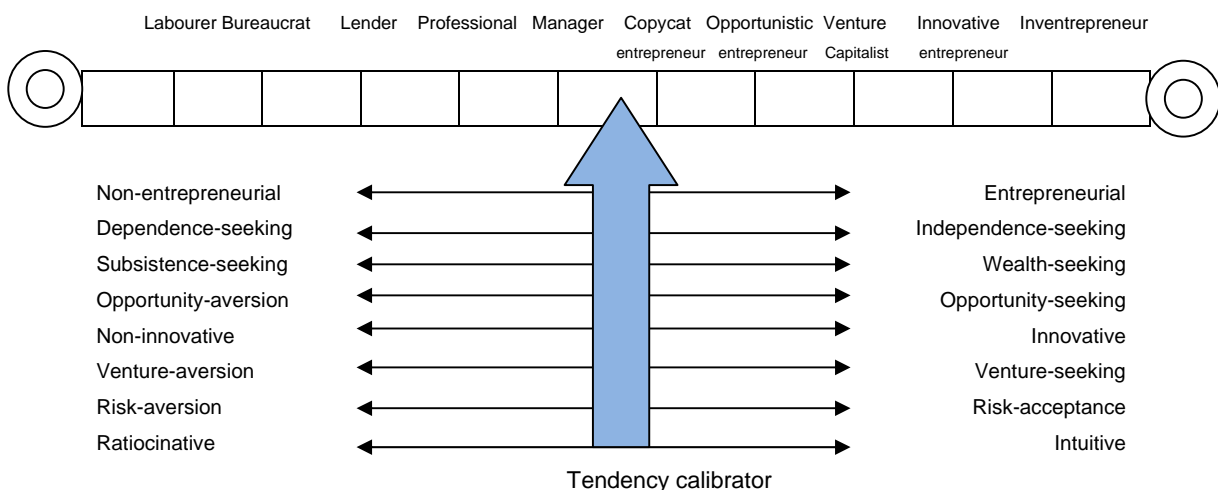 Labourer Bureaucrat Lender Professional Manager Copycat Opportunistic Venture Innovative Inventrepreneur
entrepreneur entrepreneur Capitalist entrepreneur
Non-entrepreneurial Entrepreneurial
Dependence-seeking Independence-seeking
Subsistence-seeking Wealth-seeking
Opportunity-aversion Opportunity-seeking
Non-innovative Innovative
Venture-aversion Venture-seeking
Risk-aversion Risk-acceptance
Ratiocinative Intuitive
Tendency calibrator